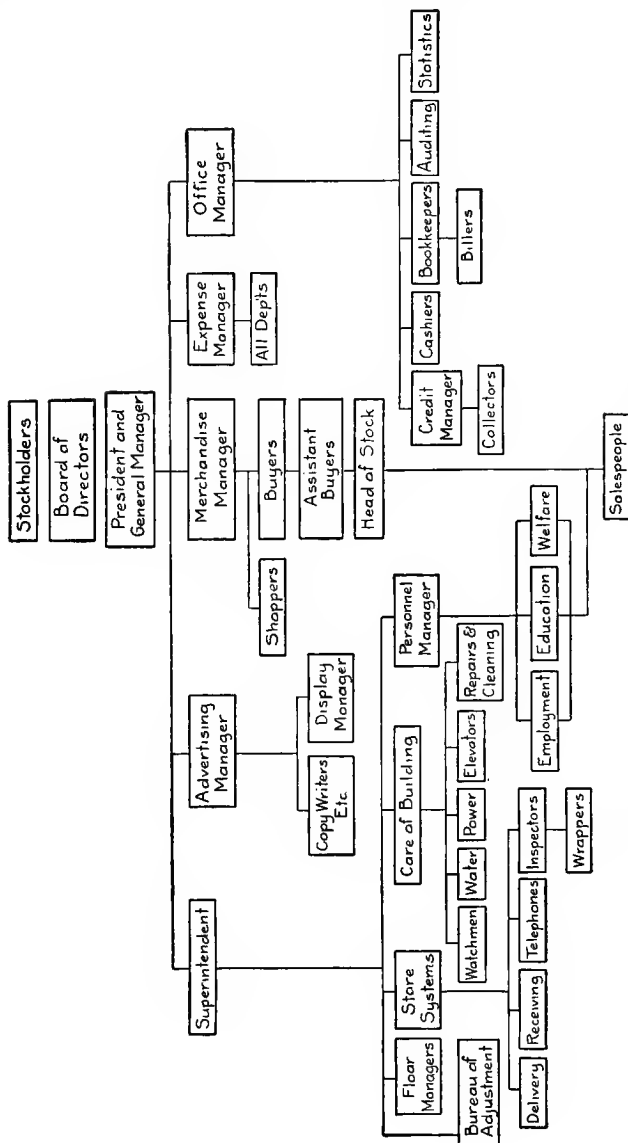 Stockholders
Board of
Directors
President and
General Manager
Superintendent
Advertising
Manager
Merchandise
Manager
Expense
Manager
Office
Manager
Copy Writers
Etc.
Display
Manager
Shoppers
Buyers
Assistant
Buyers
Head of Stock
All Depts
Floor
Managers
Bureau of
Adjustment
Store
Systems
Care of Building
Personnel
Manager
Credit
Manager
Cashiers
Bookkeepers
Auditing
Statistics
Collectors
Billers
Watchmen
Water
Power
Elevators
Repairs &
Cleaning
Employment
Education
Welfare
Delivery
Receiving
Telephones
Inspectors
Wrappers
Salespeople